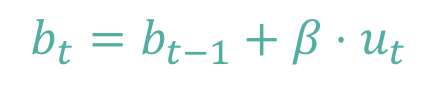 b_t = b_{t−1} + β · u_t